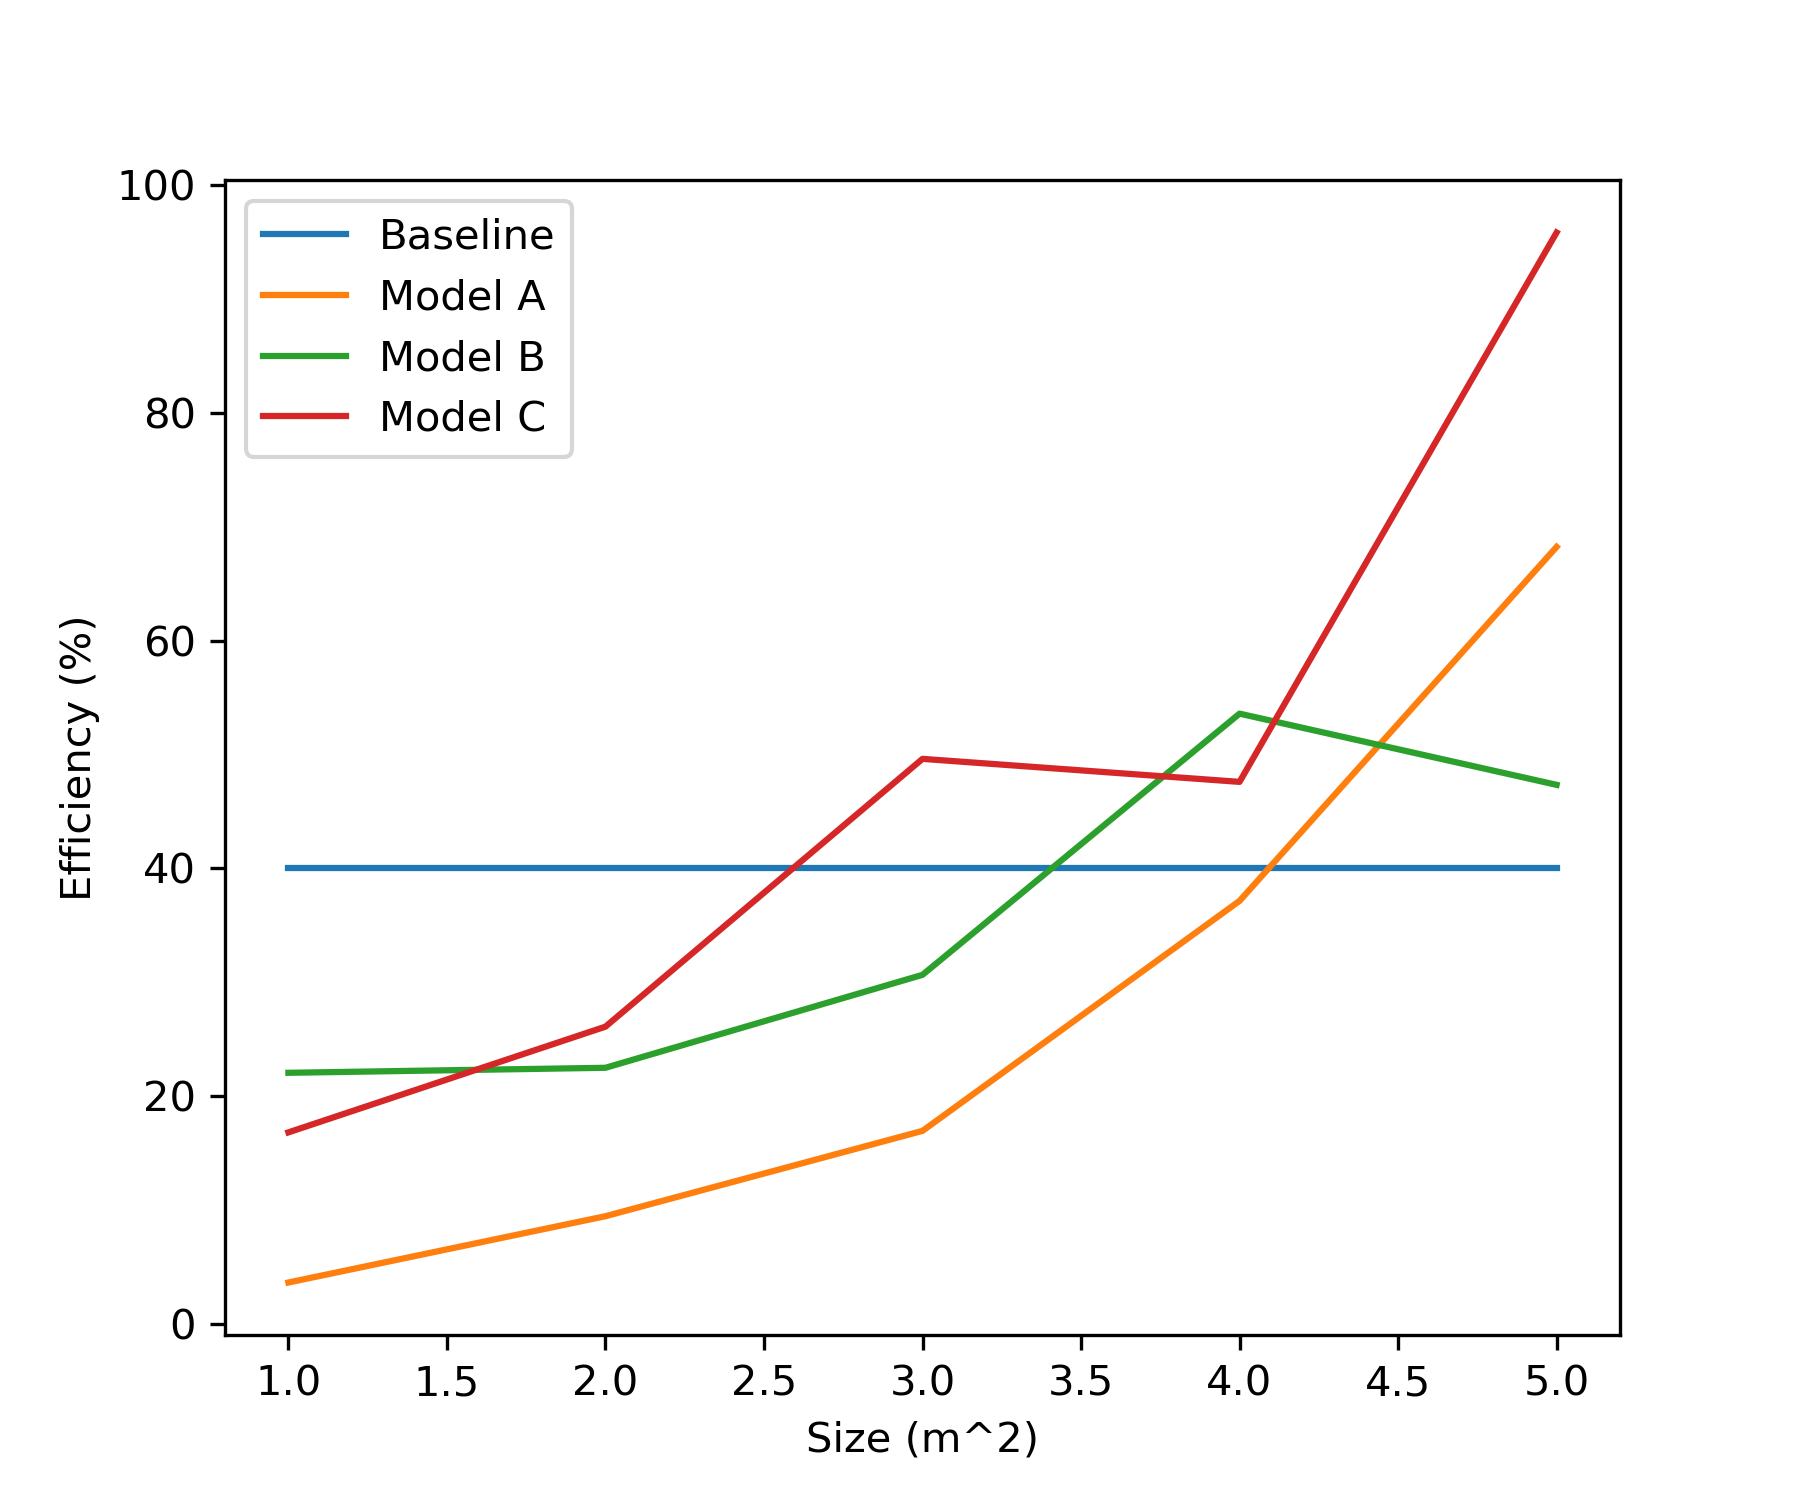 100
80
60
40
20
0
Efficiency (%)
Baseline
Model A
Model B
Model C
1.0 1.5 2.0 2.5 3.0 3.5 4.0 4.5 5.0
Size (m^2)